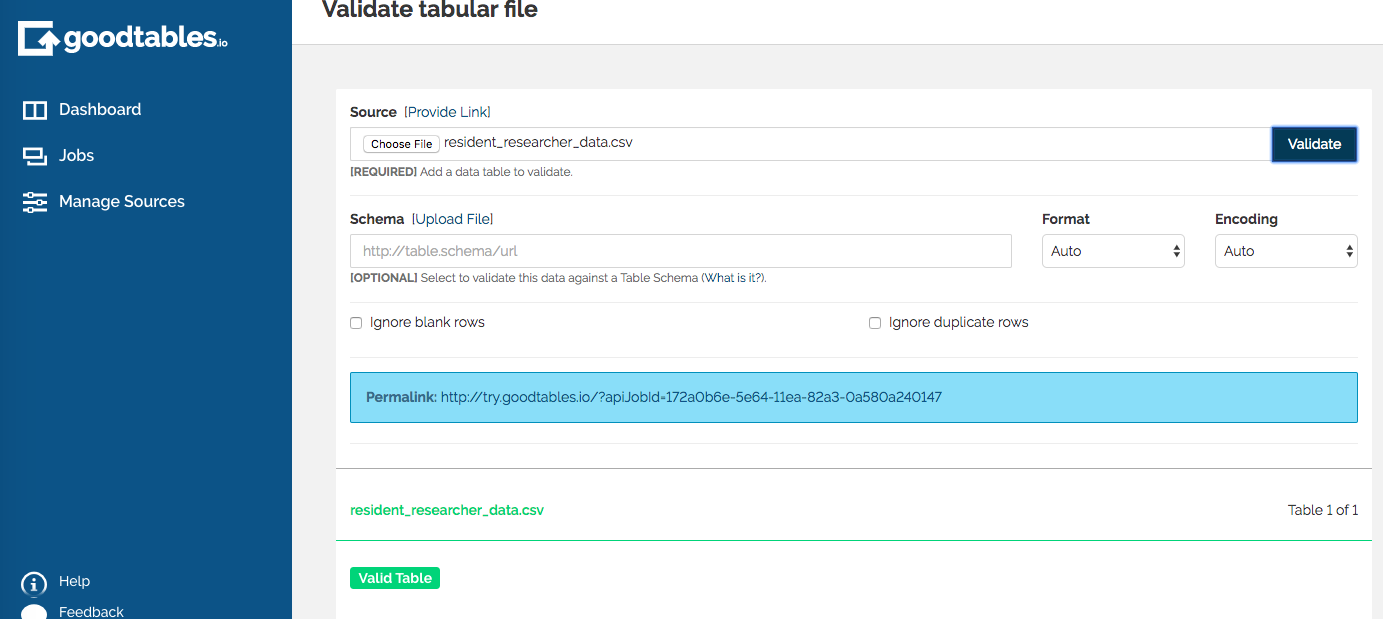 Validate tabular file
goodtables.io
Dashboard
Jobs
Manage Sources
Help
Feedback
Source [Provide Link]
Choose File resident_researcher_data.csv
Validate
[REQUIRED] Add a data table to validate.
Schema [Upload File]
Format
Encoding
http://table.schema/url
Auto
Auto
[OPTIONAL] Select to validate this data against a Table Schema (What is it?).
Ignore blank rows
Ignore duplicate rows
Permalink: http://try.goodtables.io/?apiJobId=172a0b6e-5e64-11ea-82a3-0a580a240147
resident_researcher_data.csv
Table 1 of 1
Valid Table